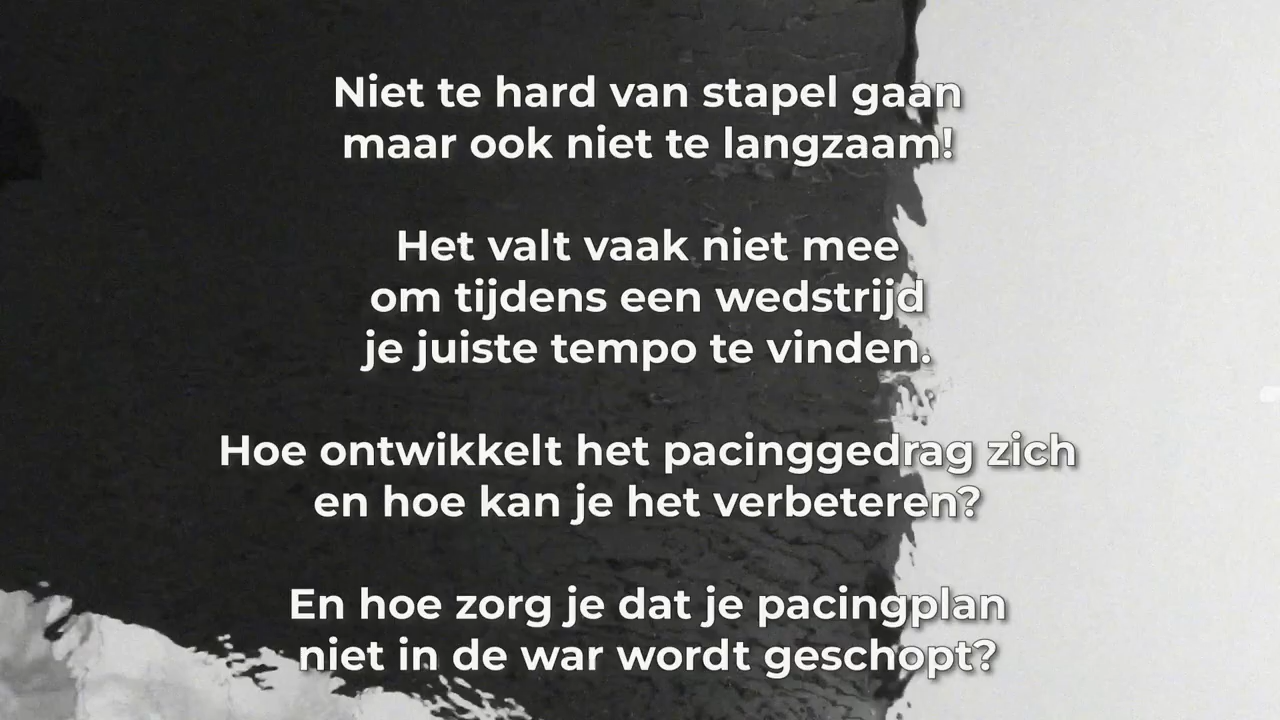 Niet te hard van stapel gaan
maar ook niet te langzaam!
Het valt vaak niet mee
om tijdens een wedstrijd
je juiste tempo te vinden.
Hoe ontwikkelt het pacinggedrag zich
en hoe kan je het verbeteren?
En hoe zorg je dat je pacingplan
niet in de war wordt geschopt?